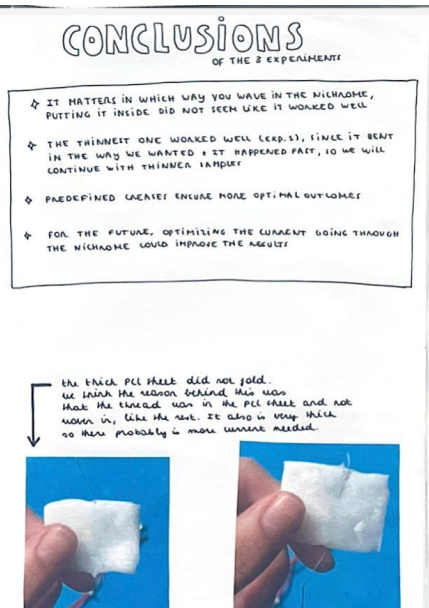 CONCLUSIONS
OF THE 3 EXPERIMENTS
IT MATTERS IN WHICH WAY YOU WAVE IN THE NICHROME,
PUTTING IT INSIDE DID NOT SEEM LIKE IT WORKED WELL
THE THINNEST ONE WORKED WELL (EXP. 1), SINCE IT BENT
IN THE WAY WE WANTED + IT HAPPENED FAST, SO WE WILL
CONTINUE WITH THINNER SAMPLES
PREDEFINED CREASES ENSURE MORE OPTIMAL OUTCOMES
FOR THE FUTURE, OPTIMIZING THE CURRENT GOING THROUGH
THE NICHROME COULD IMPROVE THE RESULTS
the thick PCL sheet did not fold.
we think the reason behind this was
that the thread was in the PCL sheet and not
woven in, like the rest. It also is very thick
so there probably is more current needed.